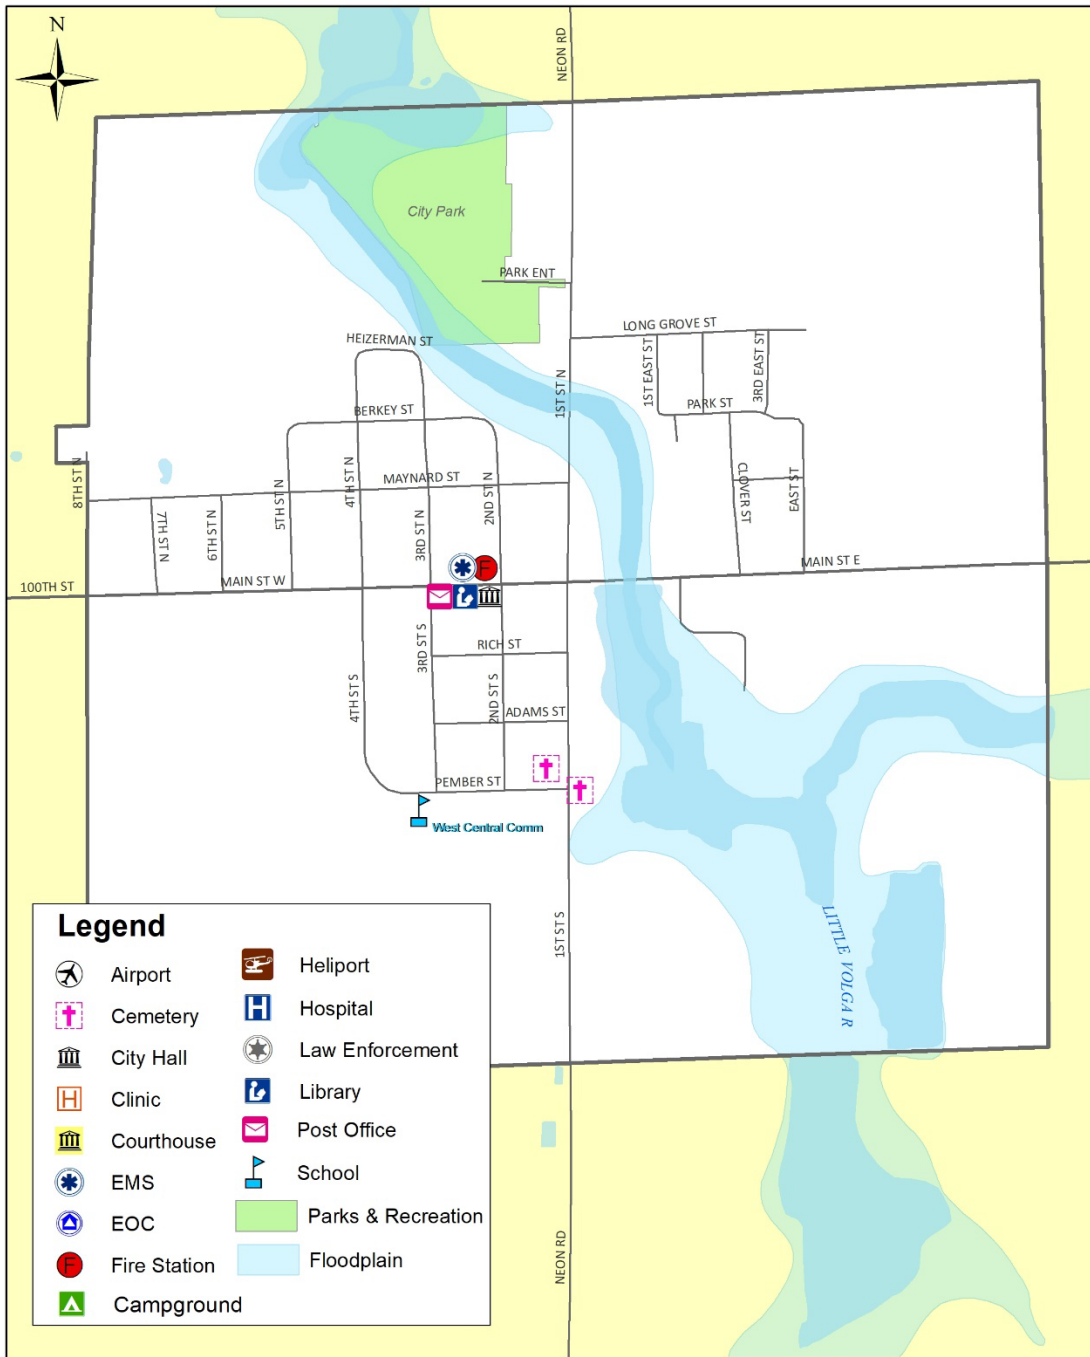 N
NEON RD
City Park
PARK ENT
LONG GROVE ST
HEIZERMAN ST
1ST EAST ST
3RD EAST ST
1ST ST N
PARK ST
BERKEY ST
8TH ST N
5TH ST N
4TH ST N
MAYNARD ST
2ND ST N
CLOVER ST
EAST ST
7TH ST N
6TH ST N
3RD ST N
F
MAIN ST E
100TH ST
MAIN ST W
RICH ST
3RD ST S
4TH ST S
2ND ST S
ADAMS ST
PEMBER ST
West Central Comm
1ST ST S
LITTLE VOLGA R
Legend
Airport
Cemetery
City Hall
H Clinic
Courthouse
EMS
EOC
F Fire Station
Campground
Heliport
H Hospital
Law Enforcement
Library
Post Office
School
Parks & Recreation
Floodplain
NEON RD